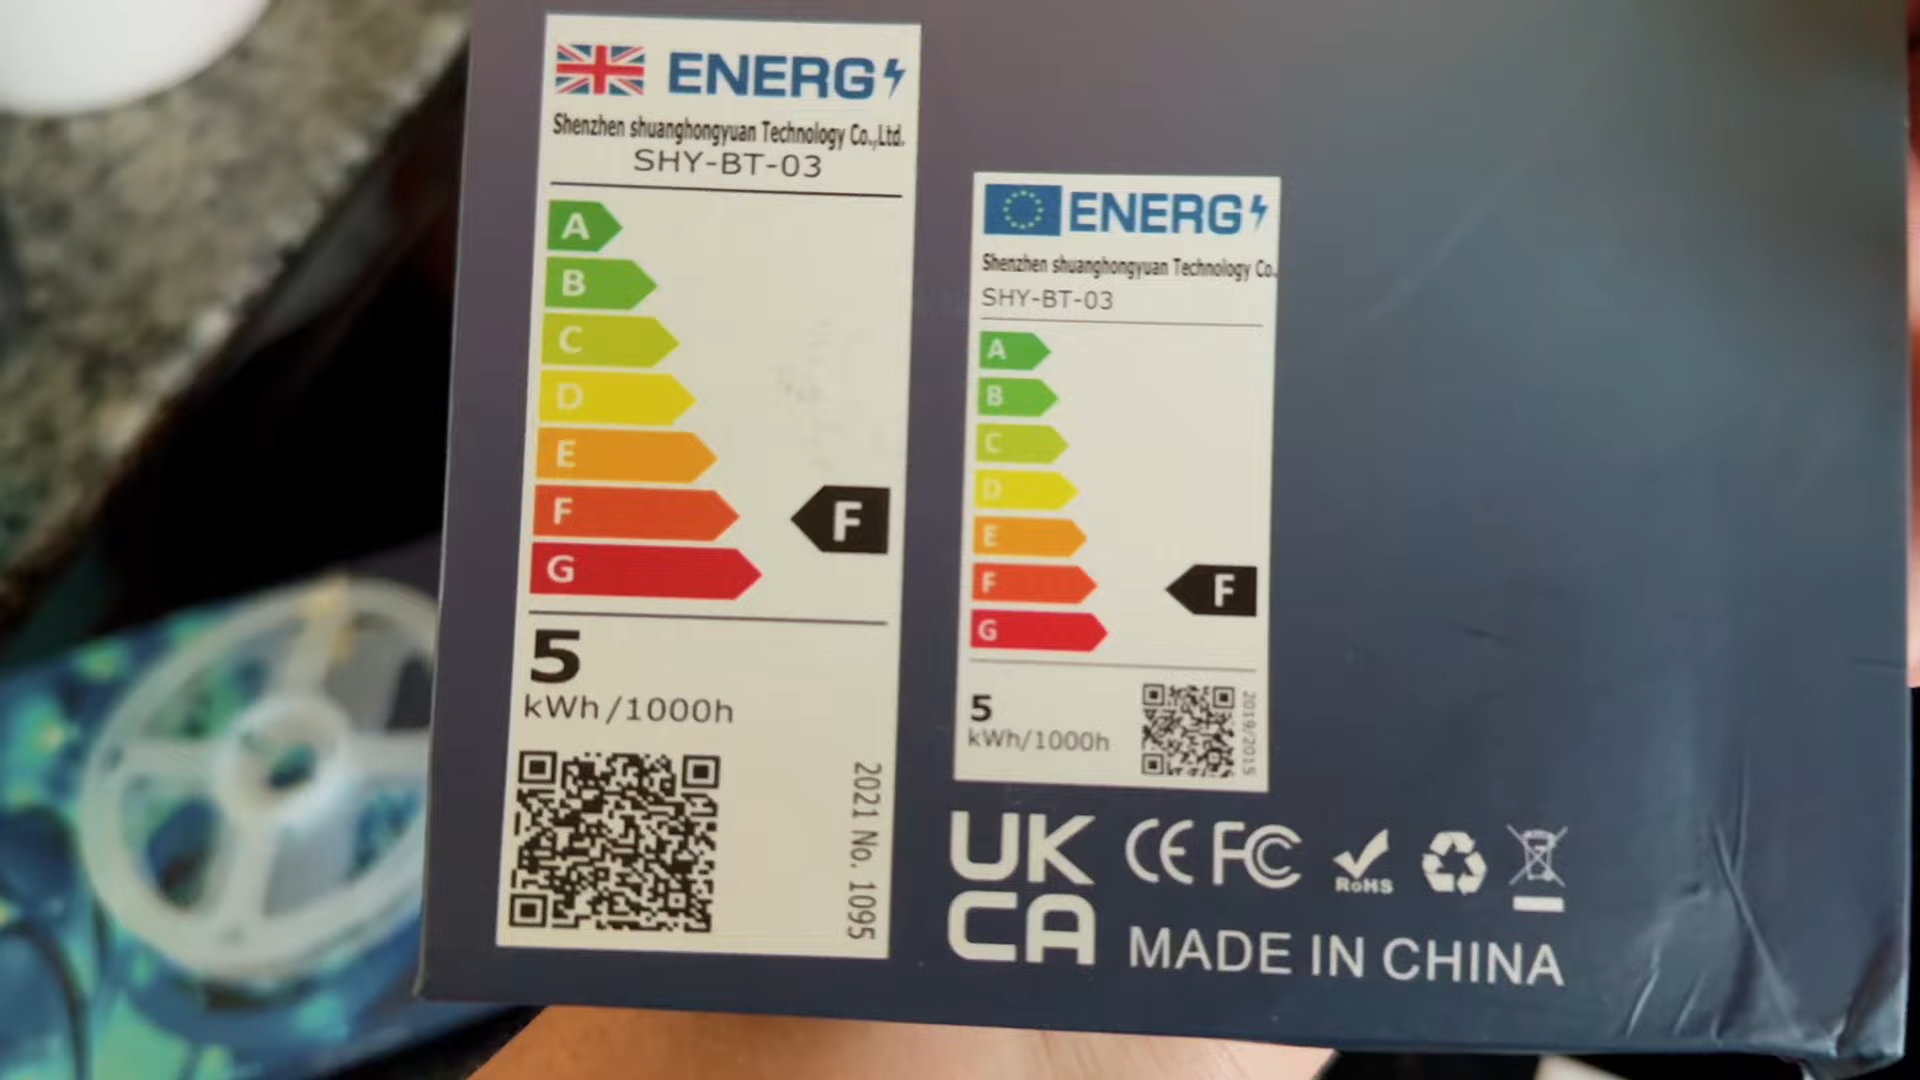 ENERG
Shenzhen shuanghongyuan Technology Co.,Ltd.
SHY-BT-03
A
B
C
D
E
F
G
F
5
kWh/1000h
2021 No. 1095
ENERG
Shenzhen shuanghongyuan Technology Co.
SHY-BT-03
A
B
C
D
E
F
G
F
5
kWh/1000h
2019/2015
UK
CA
CE FC RoHS
MADE IN CHINA